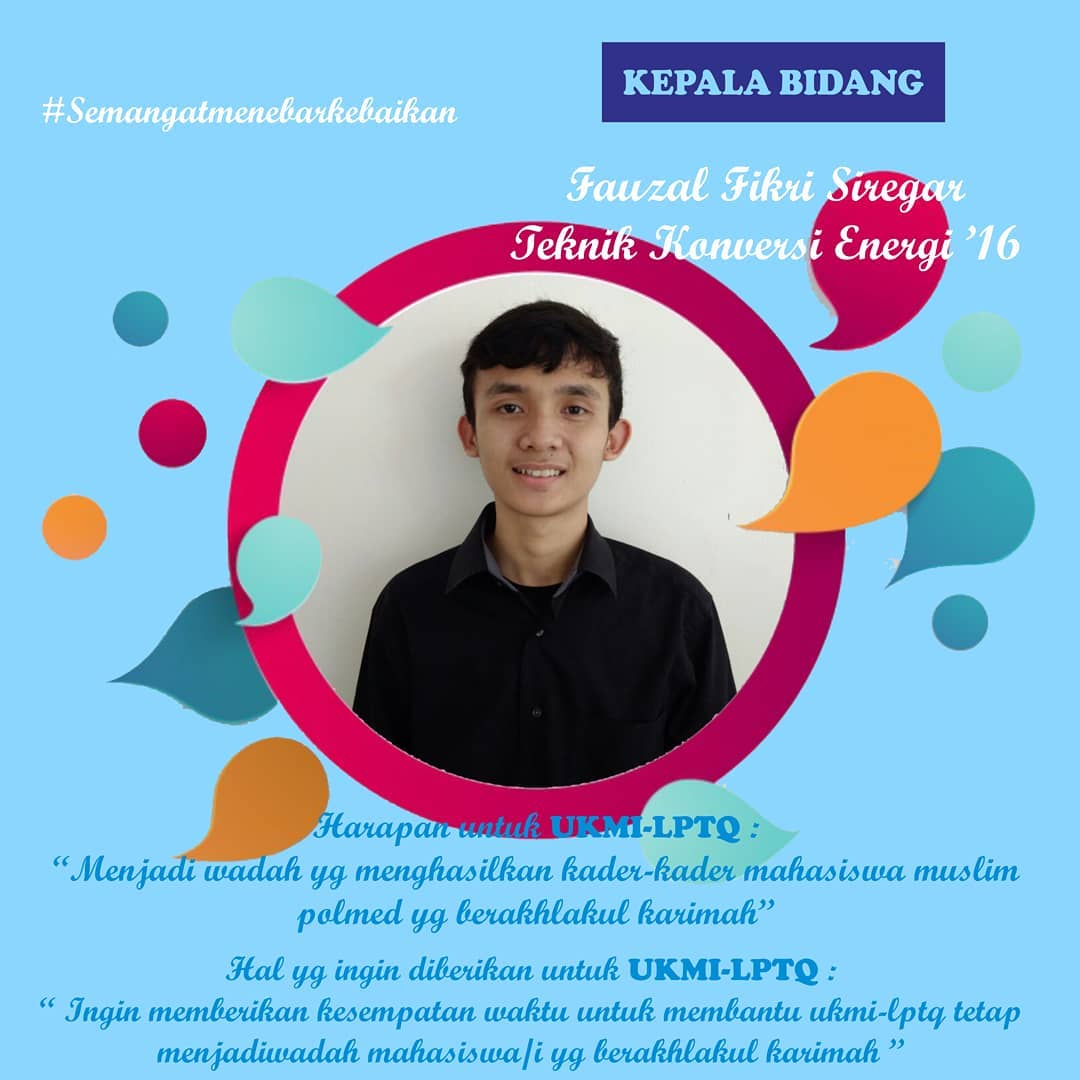 #Semangatmenebarkebaikan
KEPALA BIDANG
Fauzal Fikri Siregar
Teknik Konversi Energi ’16
Harapan untuk UKMI-LPTQ :
“Menjadi wadah yg menghasilkan kader-kader mahasiswa muslim
polmed yg berakhlakul karimah”
Hal yg ingin diberikan untuk UKMI-LPTQ :
“ Ingin memberikan kesempatan waktu untuk membantu ukmi-lptq tetap
menjadiwadah mahasiswa/i yg berakhlakul karimah ”